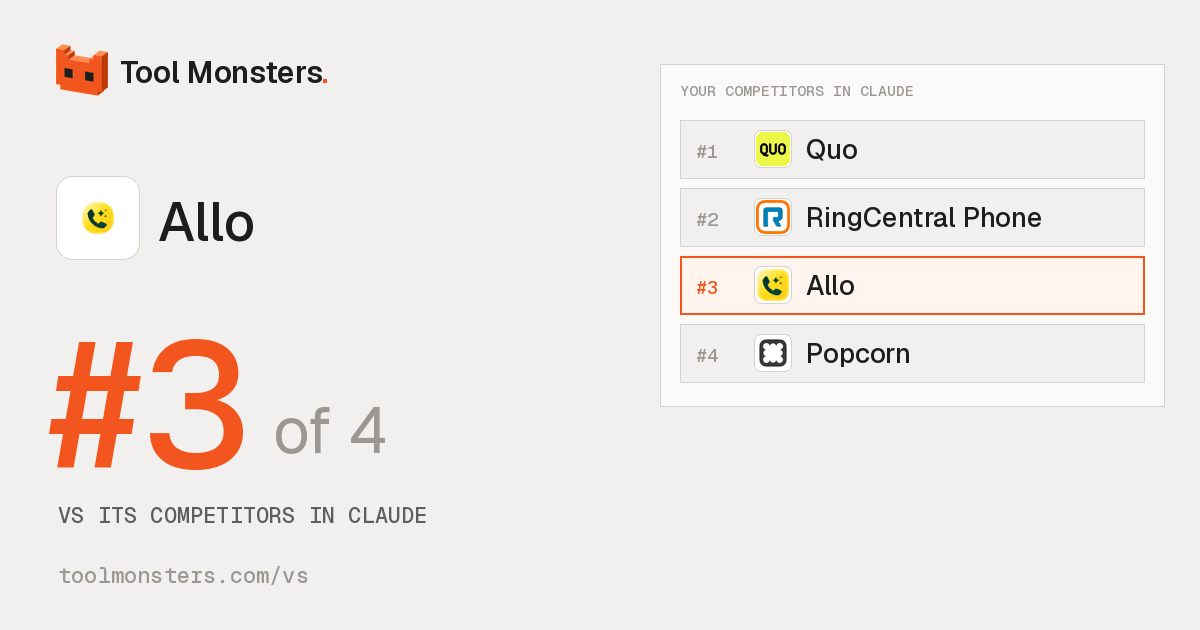 Tool Monsters.
Allo
#3 of 4
VS ITS COMPETITORS IN CLAUDE
toolmonsters.com/vs
YOUR COMPETITORS IN CLAUDE
#1 QUO Quo
#2 RingCentral Phone
#3 Allo
#4 Popcorn